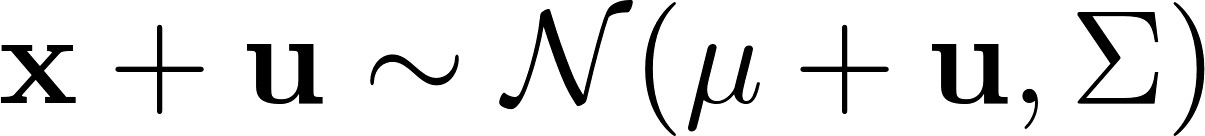 𝐱 + 𝐮 ∼ 𝒩(μ + 𝐮, Σ)